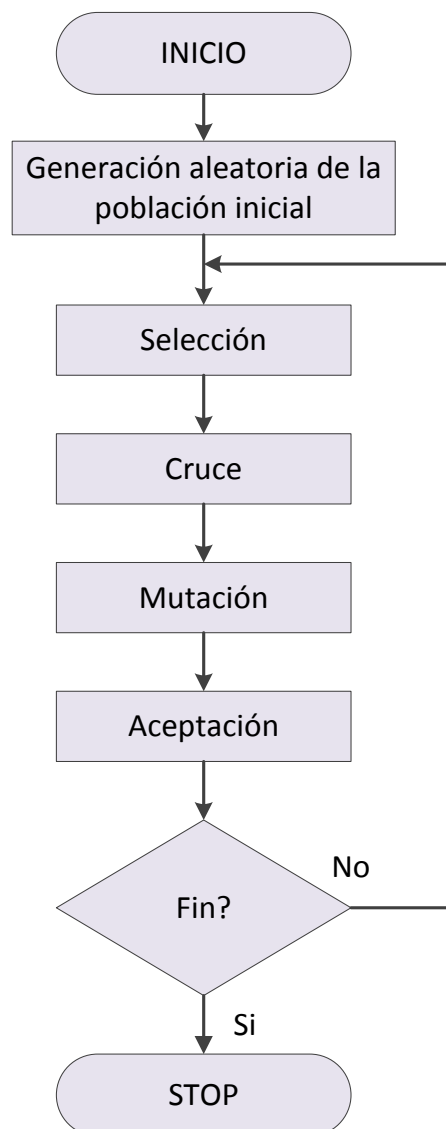 INICIO
Generación aleatoria de la
población inicial
Selección
Cruce
Mutación
Aceptación
Fin?
No
Si
STOP